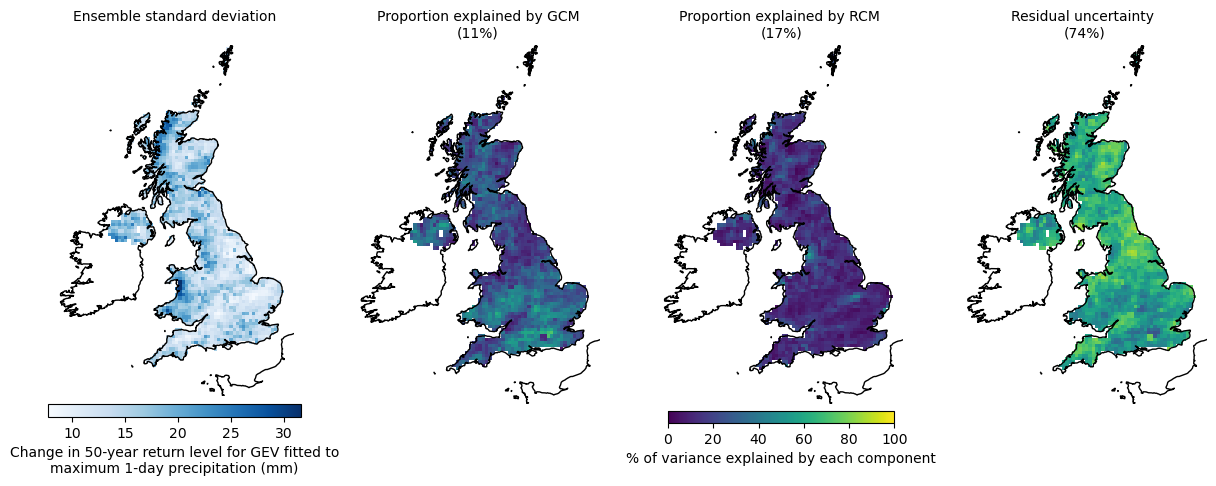 Ensemble standard deviation
Proportion explained by GCM
(11%)
Proportion explained by RCM
(17%)
Residual uncertainty
(74%)
10 15 20 25 30
Change in 50-year return level for GEV fitted to
maximum 1-day precipitation (mm)
0 20 40 60 80 100
% of variance explained by each component